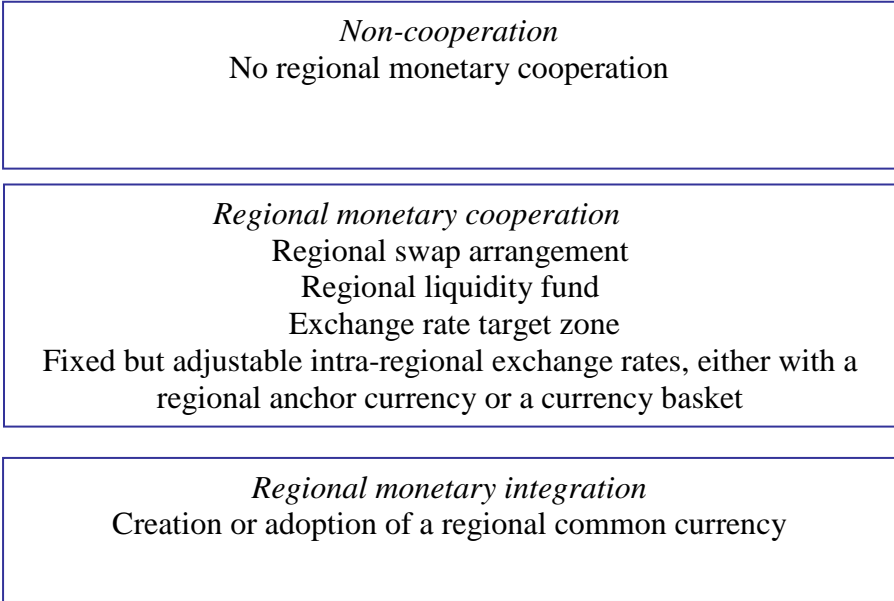 Non-cooperation
No regional monetary cooperation
Regional monetary cooperation
Regional swap arrangement
Regional liquidity fund
Exchange rate target zone
Fixed but adjustable intra-regional exchange rates, either with a
regional anchor currency or a currency basket
Regional monetary integration
Creation or adoption of a regional common currency